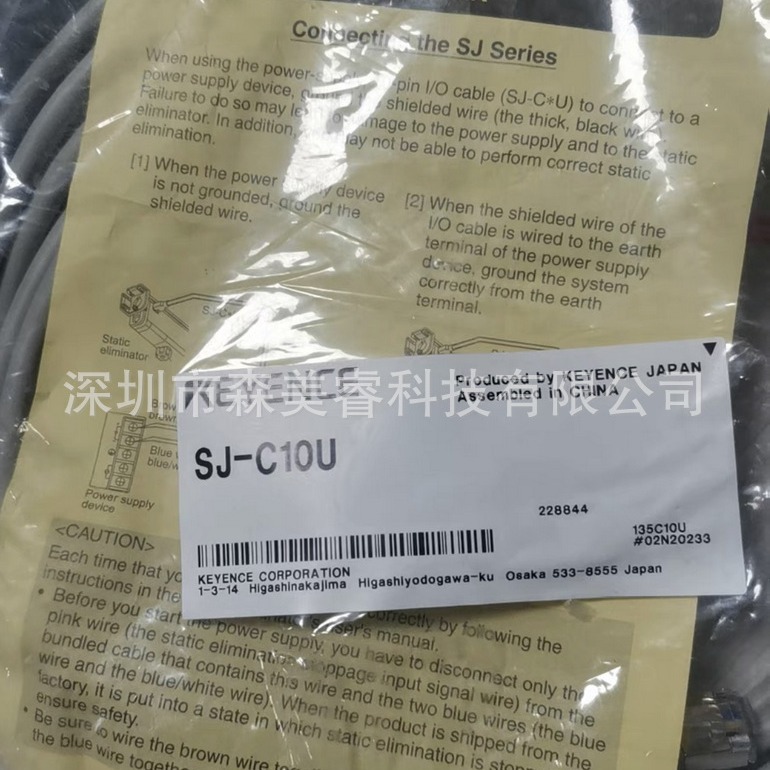 Connecting the SJ Series
When using the power- -pin I/O cable (SJ-C*U) to connect to a
power supply device, the shielded wire (the thick, black wire).
Failure to do so may damage to the power supply and to the static
eliminator. In addition, may not be able to perform correct static
elimination.
[1] When the power device
is not grounded, ground the
shielded wire.
[2] When the shielded wire of the
I/O cable is wired to the earth
terminal of the power supply
device, ground the system
correctly from the earth
terminal.
Static
eliminator
深圳市森美睿科技有限公司
KEYENCE
Produced by KEYENCE JAPAN
Assembled in CHINA
SJ-C10U
228844
135C10U
#02N20233
KEYENCE CORPORATION
1-3-14 Higashinakajima Higashiyodogawa-ku Osaka 533-8555 Japan
Blue
blue/w
Power supply
device
<CAUTION>
Each time that
correctly by following the
instructions in the user's manual.
• Before you start the power supply, you have to disconnect only the
pink wire (the static elimination stoppage input signal wire) from the
bundled cable that contains this wire and the two blue wires (the blue
wire and the blue/white wire). When the product is shipped from the
factory, it is put into a state in which static elimination is
ensure safety.
• Be sure to wire the brown wire
the blue wire together